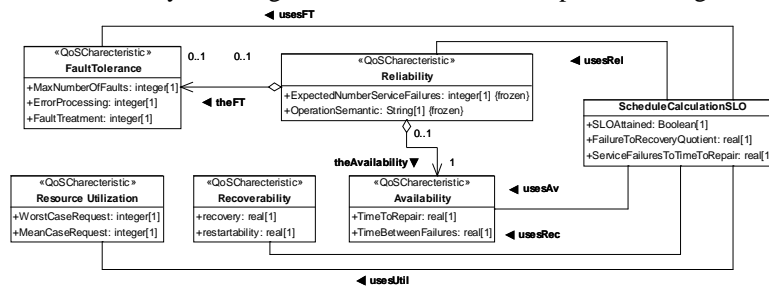 ◄ usesFT
«QoSCharecteristic»
FaultTolerance
+MaxNumberOfFaults: integer[1]
+ErrorProcessing: integer[1]
+FaultTreatment: integer[1]
0..1 0..1
◄ theFT
«QoSCharecteristic»
Reliability
+ExpectedNumberServiceFailures: integer[1] {frozen}
+OperationSemantic: String[1] {frozen}
◄ usesRel
ScheduleCalculationSLO
+SLOAttained: Boolean[1]
+FailureToRecoveryQuotient: real[1]
+ServiceFailuresToTimeToRepair: real[1]
0..1
theAvailability▼ 1
«QoSCharecteristic»
Resource Utilization
+WorstCaseRequest: integer[1]
+MeanCaseRequest: integer[1]
«QoSCharecteristic»
Recoverability
+recovery: real[1]
+restartability: real[1]
«QoSCharecteristic»
Availability
+TimeToRepair: real[1]
+TimeBetweenFailures: real[1]
◄ usesAv
◄ usesRec
◄ usesUtil